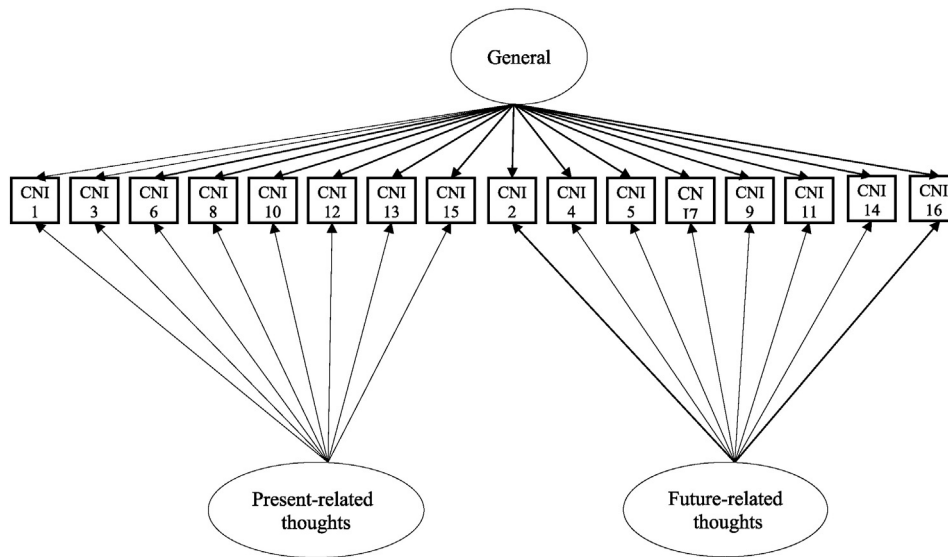 General
CNI
1
CNI
3
CNI
6
CNI
8
CNI
10
CNI
12
CNI
13
CNI
15
CNI
2
CNI
4
CNI
5
CN
I7
CNI
9
CNI
11
CNI
14
CNI
16
Present-related
thoughts
Future-related
thoughts